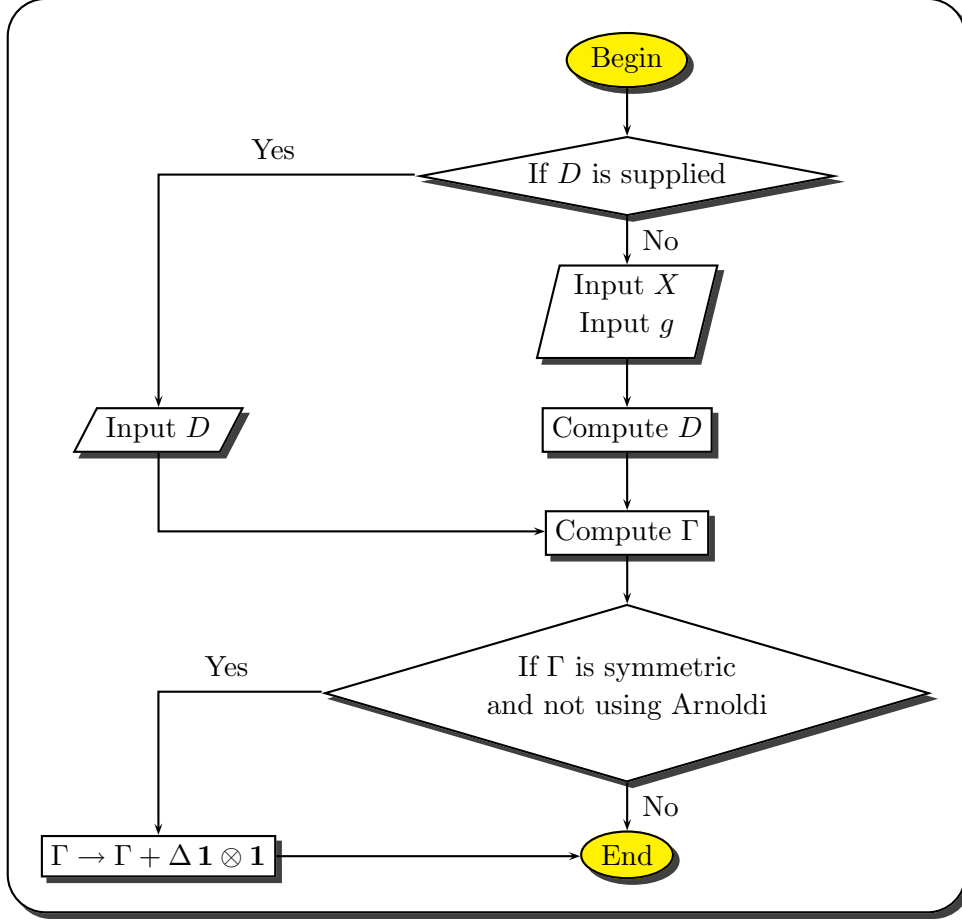 Begin
Yes
If D is supplied
No
Input X
Input g
Input D
Compute D
Compute Γ
Yes
If Γ is symmetric
and not using Arnoldi
No
Γ → Γ + Δ 𝟏 ⊗ 𝟏
End